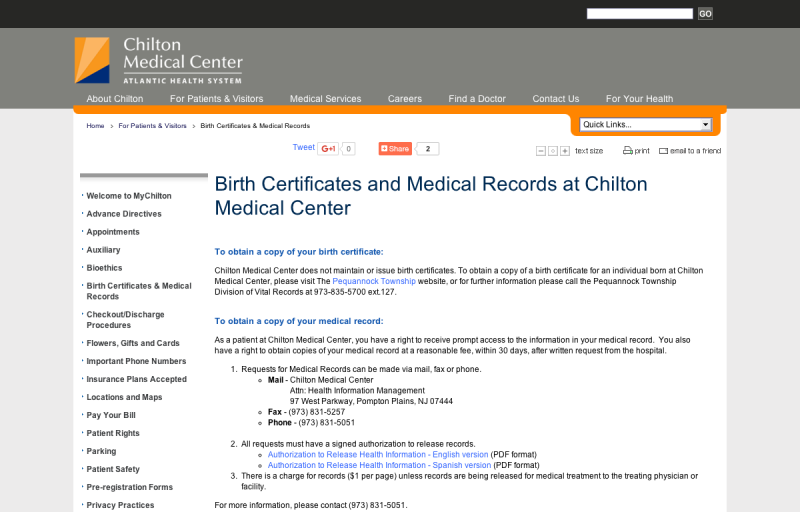 GO
Chilton
Medical Center
ATLANTIC HEALTH SYSTEM
About Chilton For Patients & Visitors Medical Services Careers Find a Doctor Contact Us For Your Health
Home > For Patients & Visitors > Birth Certificates & Medical Records
Quick Links...
Tweet G+1 0 Share 2
text size print email to a friend
Welcome to MyChilton
Advance Directives
Appointments
Auxiliary
Bioethics
Birth Certificates & Medical
Records
Checkout/Discharge
Procedures
Flowers, Gifts and Cards
Important Phone Numbers
Insurance Plans Accepted
Locations and Maps
Pay Your Bill
Patient Rights
Parking
Patient Safety
Pre-registration Forms
Privacy Practices
Birth Certificates and Medical Records at Chilton
Medical Center
To obtain a copy of your birth certificate:
Chilton Medical Center does not maintain or issue birth certificates. To obtain a copy of a birth certificate for an individual born at Chilton
Medical Center, please visit The Pequannock Township website, or for further information please call the Pequannock Township
Division of Vital Records at 973-835-5700 ext.127.
To obtain a copy of your medical record:
As a patient at Chilton Medical Center, you have a right to receive prompt access to the information in your medical record. You also
have a right to obtain copies of your medical record at a reasonable fee, within 30 days, after written request from the hospital.
1. Requests for Medical Records can be made via mail, fax or phone.
Mail - Chilton Medical Center
Attn: Health Information Management
97 West Parkway, Pompton Plains, NJ 07444
Fax - (973) 831-5257
Phone - (973) 831-5051
2. All requests must have a signed authorization to release records.
Authorization to Release Health Information - English version (PDF format)
Authorization to Release Health Information - Spanish version (PDF format)
3. There is a charge for records ($1 per page) unless records are being released for medical treatment to the treating physician or
facility.
For more information, please contact (973) 831-5051.